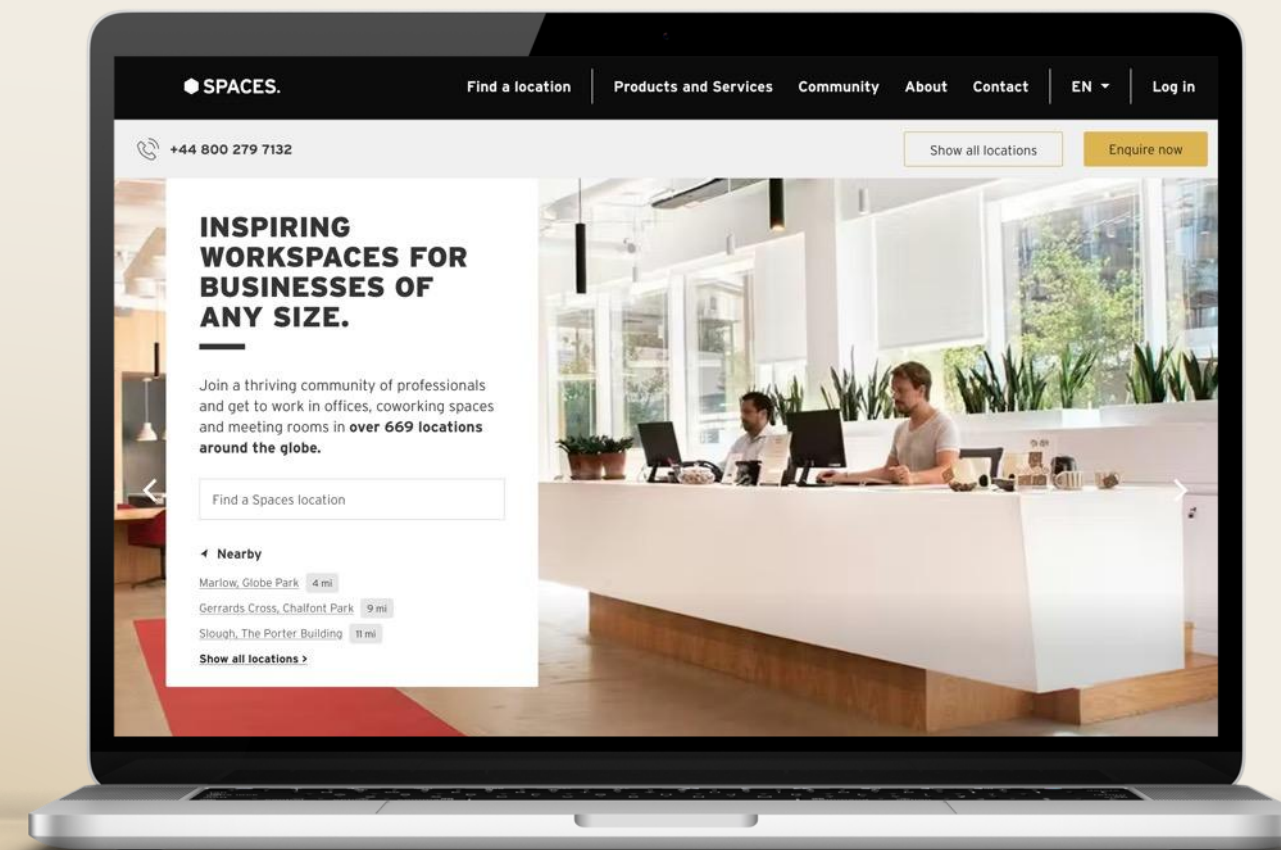 SPACES.
Find a location
Products and Services
Community
About
Contact
EN
Log in
+44 800 279 7132
Show all locations
Enquire now
INSPIRING
WORKSPACES FOR
BUSINESSES OF
ANY SIZE.
Join a thriving community of professionals
and get to work in offices, coworking spaces
and meeting rooms in over 669 locations
around the globe.
Find a Spaces location
Nearby
Marlow, Globe Park 4 mi
Gerrards Cross, Chalfont Park 9 mi
Slough, The Porter Building 11 mi
Show all locations >